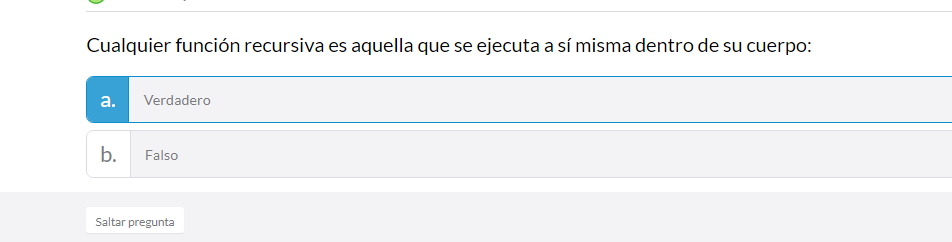 Cualquier función recursiva es aquella que se ejecuta a sí misma dentro de su cuerpo:
a. Verdadero
b. Falso
Saltar pregunta